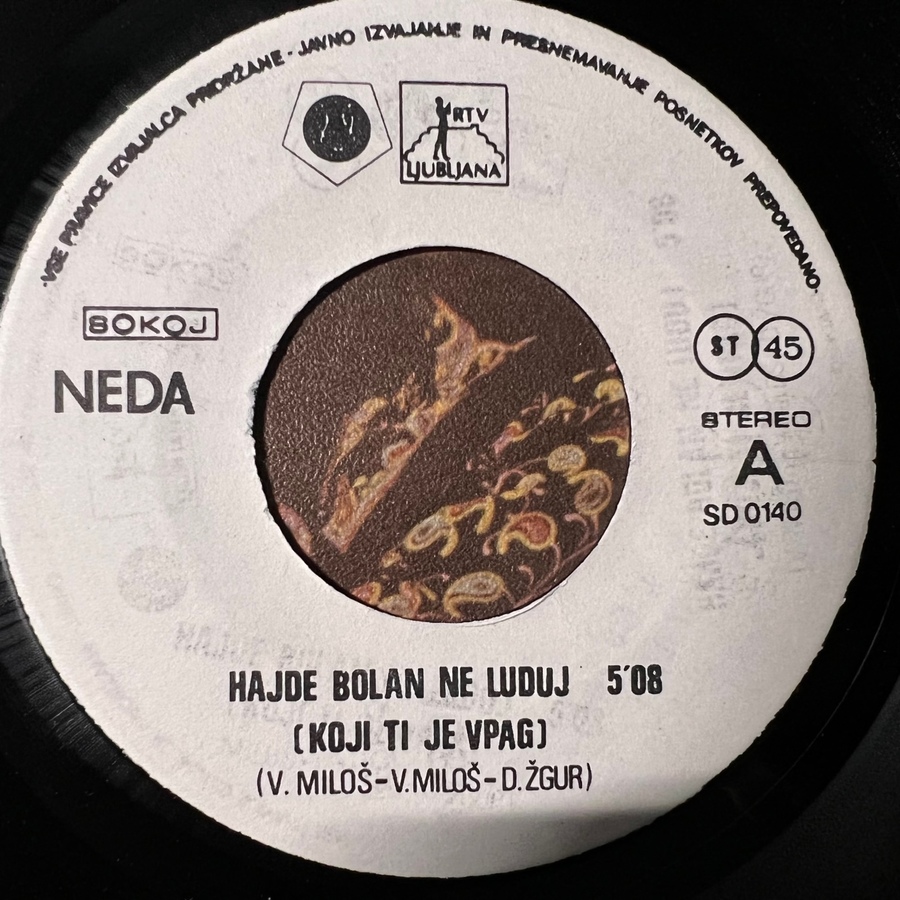 ·VSE PRAVICE IZVAJALCA PRIDRŽANE - JAVNO IZVAJANJE IN PRESNEMAVANJE POSNETKOV PREPOVEDANO·
RTV
LJUBLJANA
SOKOJ
NEDA
ST 45
STEREO
A
SD 0140
HAJDE BOLAN NE LUDUJ 5'08
(KOJI TI JE VPAG)
(V. MILOŠ-V. MILOŠ-D. ŽGUR)